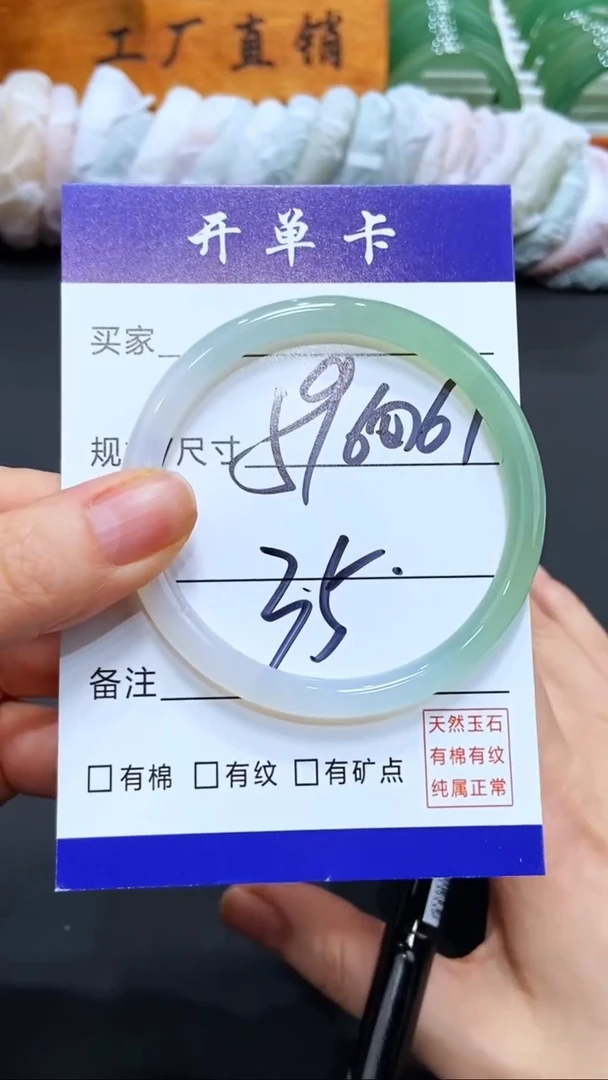 工厂直销
开单卡
买家
规 /尺寸 59 60 61
35.
备注
□有棉 □有纹 □有矿点
天然玉石
有棉有纹
纯属正常